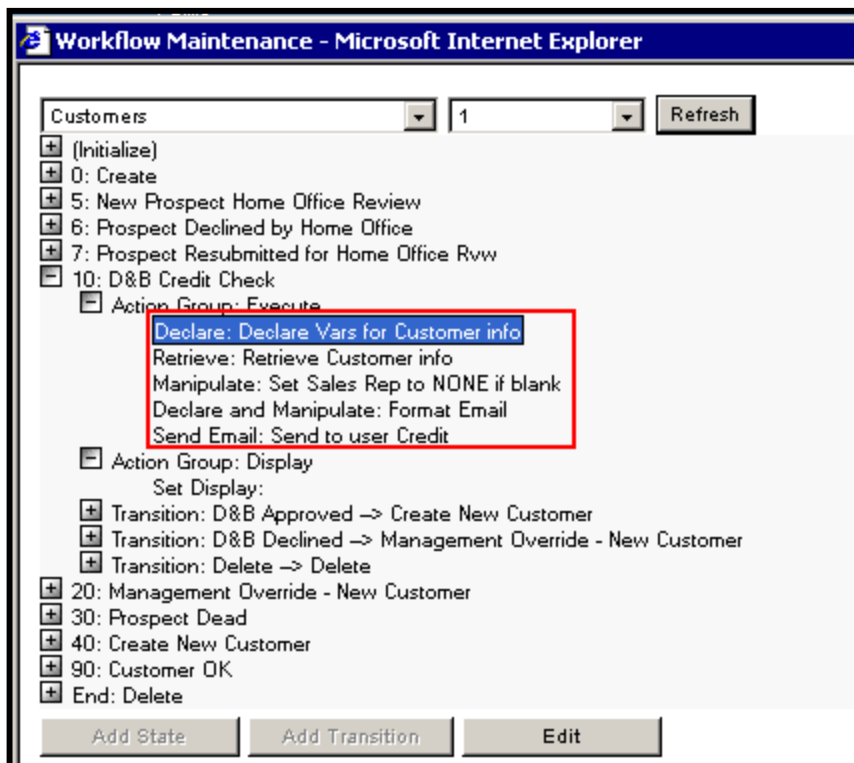 Workflow Maintenance - Microsoft Internet Explorer
Customers 1 Refresh
(Initialize)
0: Create
5: New Prospect Home Office Review
6: Prospect Declined by Home Office
7: Prospect Resubmitted for Home Office Rvw
10: D&B Credit Check
Action Group: Execute
Declare: Declare Vars for Customer info
Retrieve: Retrieve Customer info
Manipulate: Set Sales Rep to NONE if blank
Declare and Manipulate: Format Email
Send Email: Send to user Credit
Action Group: Display
Set Display:
Transition: D&B Approved --> Create New Customer
Transition: D&B Declined --> Management Override - New Customer
Transition: Delete --> Delete
20: Management Override - New Customer
30: Prospect Dead
40: Create New Customer
90: Customer OK
End: Delete
Add State Add Transition Edit